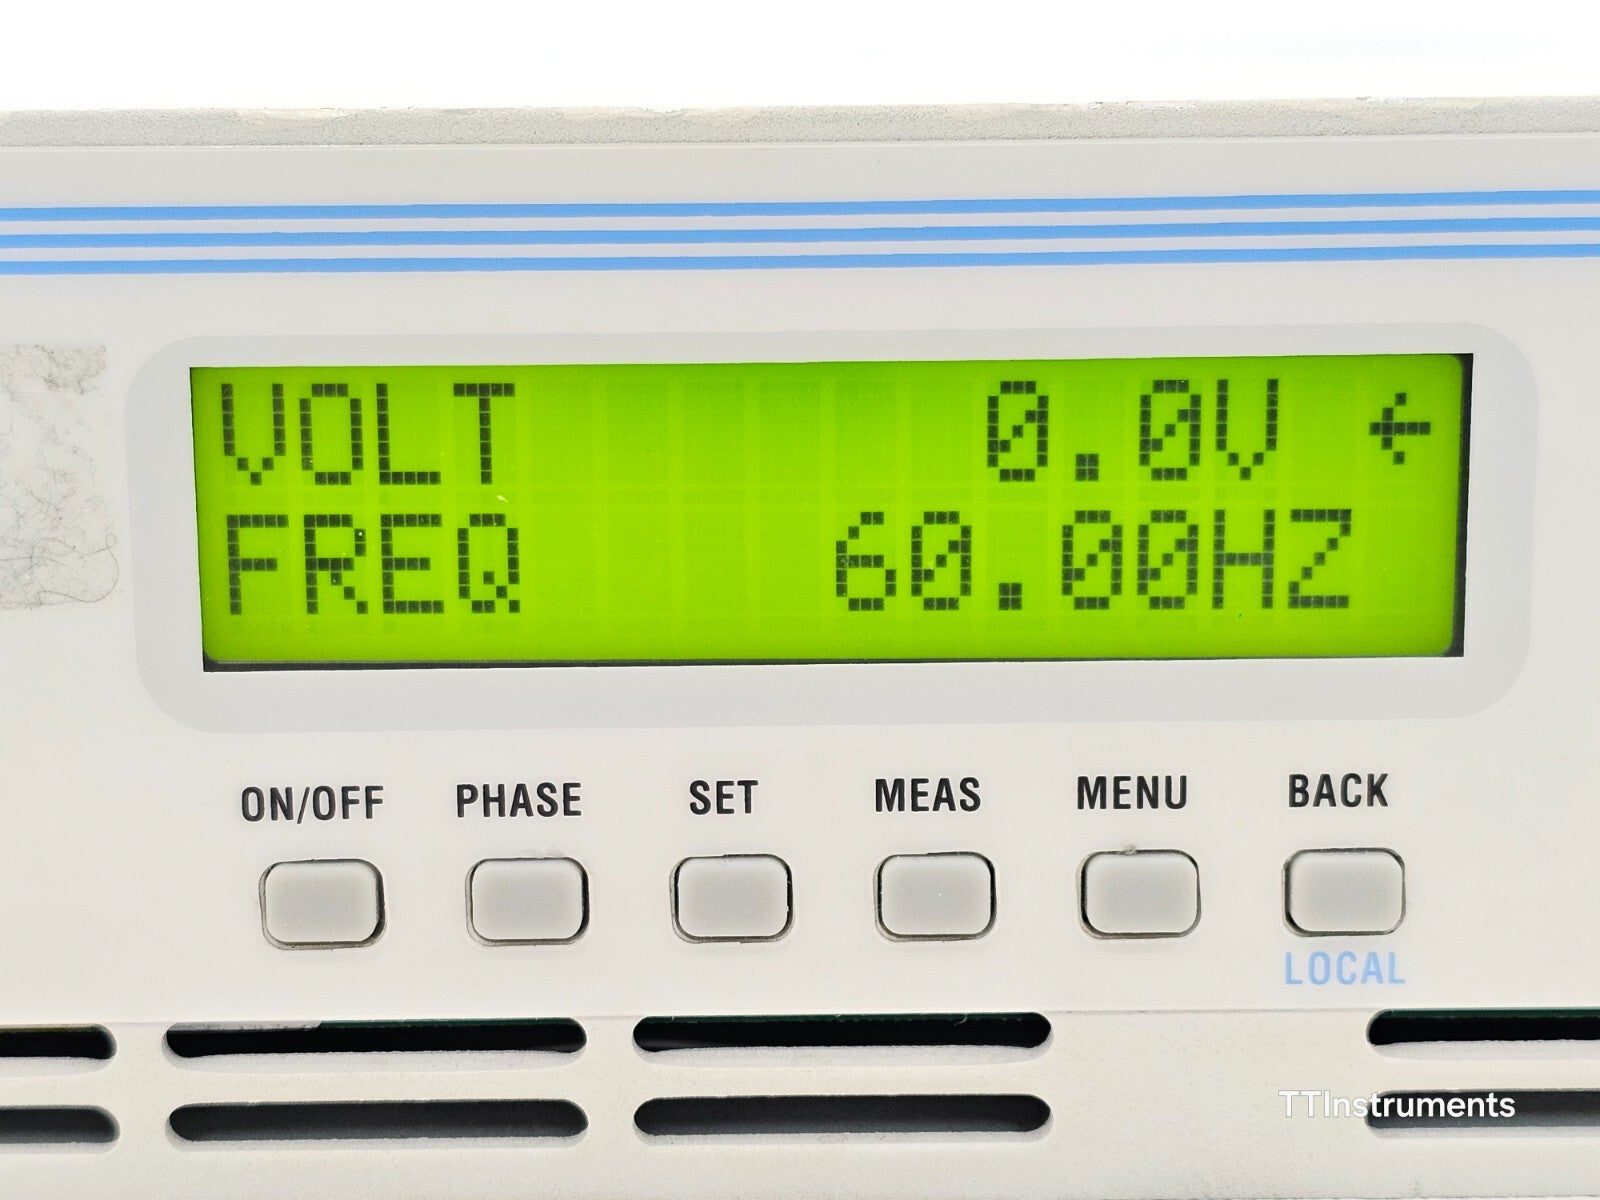 VOLT 0.0V ←
FREQ 60.00HZ
ON/OFF PHASE SET MEAS MENU BACK
LOCAL
TTInstruments